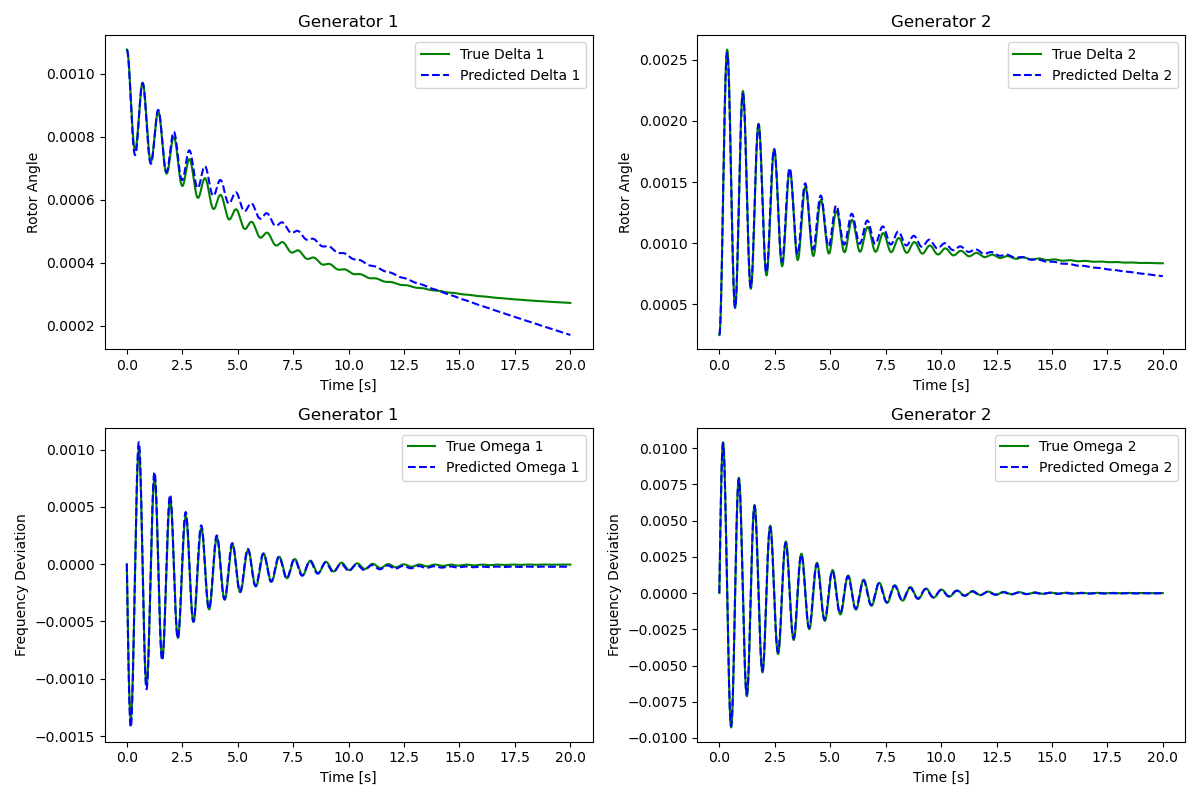 Generator 1
True Delta 1
Predicted Delta 1
0.0010
0.0008
0.0006
0.0004
0.0002
Rotor Angle
0.0 2.5 5.0 7.5 10.0 12.5 15.0 17.5 20.0
Time [s]
Generator 2
True Delta 2
Predicted Delta 2
0.0025
0.0020
0.0015
0.0010
0.0005
Rotor Angle
0.0 2.5 5.0 7.5 10.0 12.5 15.0 17.5 20.0
Time [s]
Generator 1
True Omega 1
Predicted Omega 1
0.0010
0.0005
0.0000
−0.0005
−0.0010
−0.0015
Frequency Deviation
0.0 2.5 5.0 7.5 10.0 12.5 15.0 17.5 20.0
Time [s]
Generator 2
True Omega 2
Predicted Omega 2
0.0100
0.0075
0.0050
0.0025
0.0000
−0.0025
−0.0050
−0.0075
−0.0100
Frequency Deviation
0.0 2.5 5.0 7.5 10.0 12.5 15.0 17.5 20.0
Time [s]